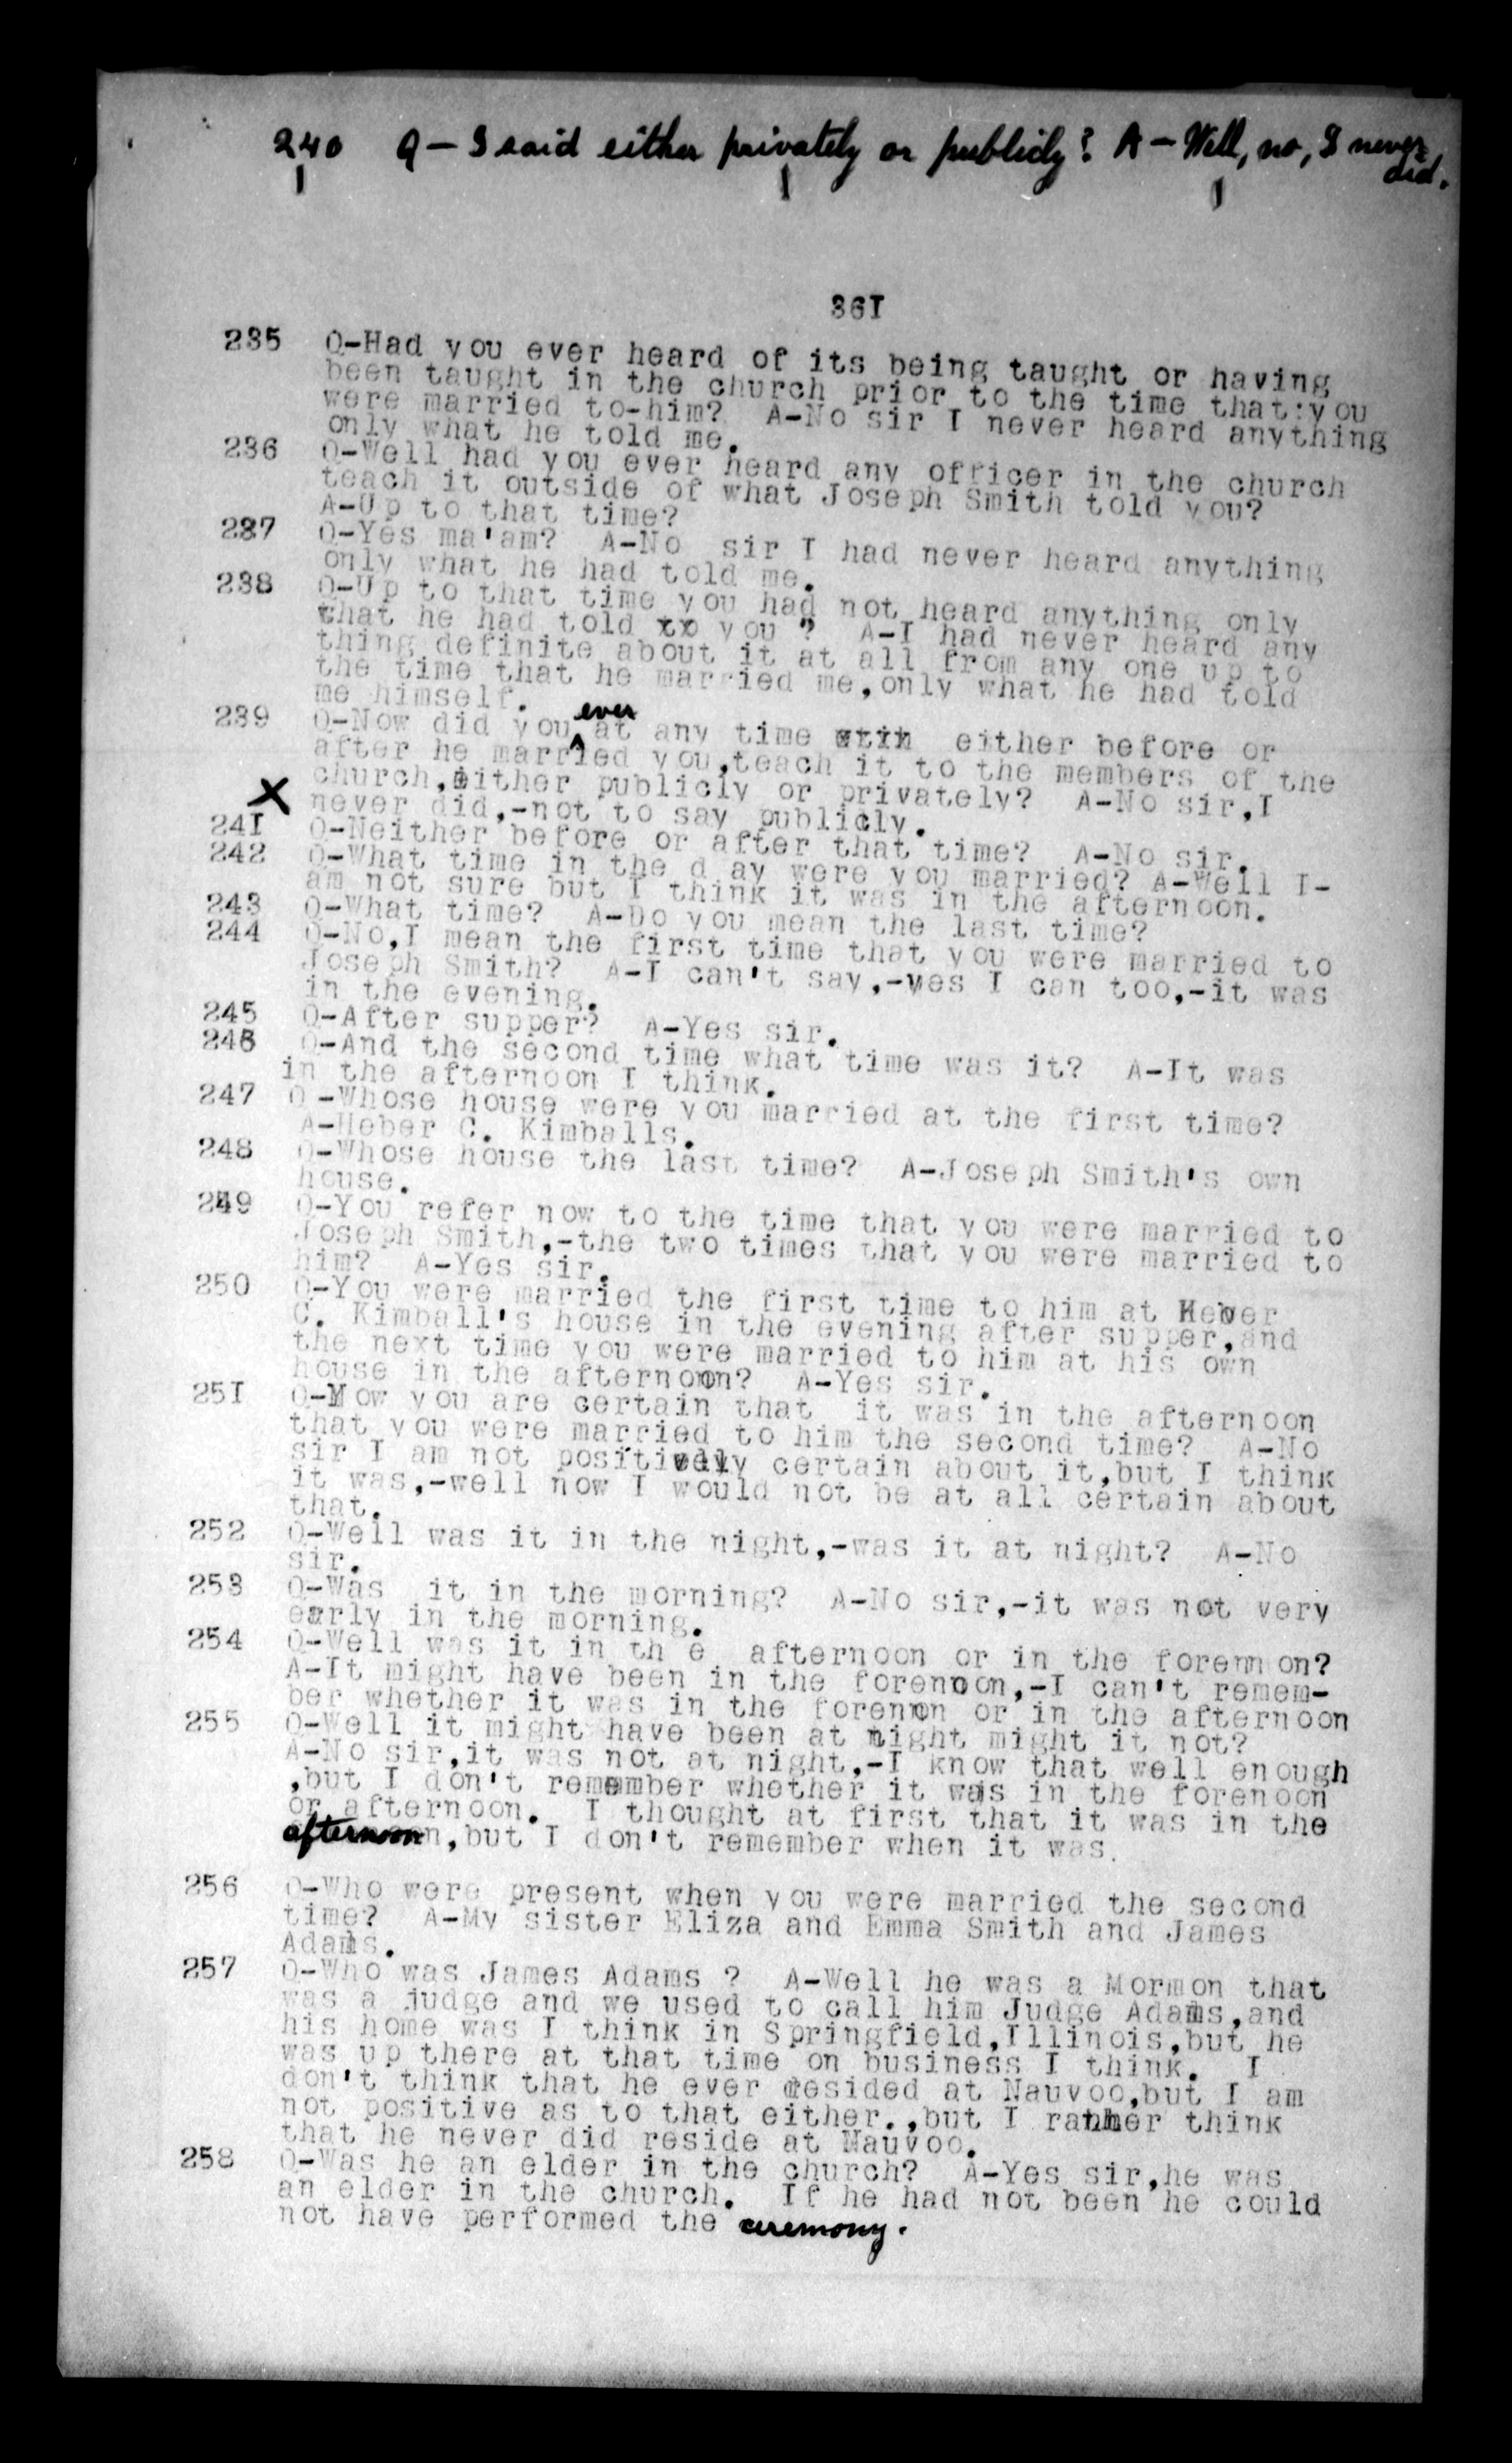 240 Q — I said either privately or publicly? A — Well, no, I never
did.
36I
235 Q-Had you ever heard of its being taught or having
been taught in the church prior to the time that:you
were married to-him? A-No sir I never heard anything
only what he told me.
236 Q-Well had you ever heard any officer in the church
teach it outside of what Joseph Smith told you?
A-Up to that time?
237 Q-Yes ma'am? A-No sir I had never heard anything
only what he had told me.
238 Q-Up to that time you had not heard anything only
that he had told to you ? A-I had never heard any
thing definite about it at all from any one up to
the time that he married me,only what he had told
me himself.
239 Q-Now did you ever at any time either before or
after he married you,teach it to the members of the
church,either publicly or privately? A-No sir,I
X never did,-not to say publicly.
24I Q-Neither before or after that time? A-No sir.
242 Q-What time in the d ay were you married? A-Well I-
am not sure but I think it was in the afternoon.
243 Q-What time? A-Do you mean the last time?
244 Q-No,I mean the first time that you were married to
Joseph Smith? A-I can't say,-yes I can too,-it was
in the evening.
245 Q-After supper? A-Yes sir.
246 Q-And the second time what time was it? A-It was
in the afternoon I think.
247 Q -Whose house were you married at the first time?
A-Heber C. Kimballs.
248 Q-Whose house the last time? A-Joseph Smith's own
house.
249 Q-You refer now to the time that you were married to
Joseph Smith,-the two times that you were married to
him? A-Yes sir.
250 Q-You were married the first time to him at Heber
C. Kimball's house in the evening after supper,and
the next time you were married to him at his own
house in the afternoon? A-Yes sir.
25I Q-Now you are certain that it was in the afternoon
that you were married to him the second time? A-No
sir I am not positively certain about it,but I think
it was,-well now I would not be at all certain about
that.
252 Q-Well was it in the night,-was it at night? A-No
sir.
253 Q-Was it in the morning? A-No sir,-it was not very
early in the morning.
254 Q-Well was it in th e afternoon or in the forenn on?
A-It might have been in the forenoon,-I can't remem-
ber whether it was in the forenon or in the afternoon
255 Q-Well it might have been at night might it not?
A-No sir,it was not at night,-I know that well enough
,but I don't remember whether it was in the forenoon
or afternoon. I thought at first that it was in the
afternoon,but I don't remember when it was.
256 Q-Who were present when you were married the second
time? A-My sister Eliza and Emma Smith and James
Adams.
257 Q-Who was James Adams ? A-Well he was a Mormon that
was a judge and we used to call him Judge Adams,and
his home was I think in Springfield,Illinois,but he
was up there at that time on business I think. I
don't think that he ever resided at Nauvoo,but I am
not positive as to that either.,but I rather think
that he never did reside at Nauvoo.
258 Q-Was he an elder in the church? A-Yes sir,he was
an elder in the church. If he had not been he could
not have performed the ceremony.